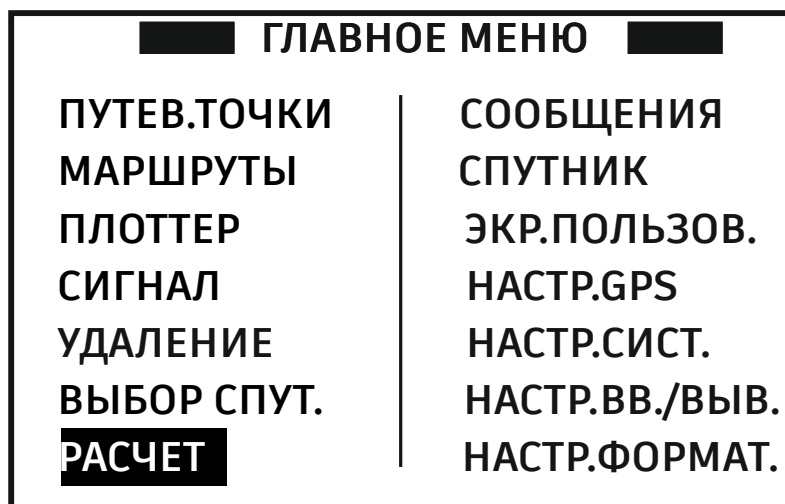 ГЛАВНОЕ МЕНЮ
ПУТЕВ.ТОЧКИ
МАРШРУТЫ
ПЛОТТЕР
СИГНАЛ
УДАЛЕНИЕ
ВЫБОР СПУТ.
РАСЧЕТ
СООБЩЕНИЯ
СПУТНИК
ЭКР.ПОЛЬЗОВ.
НАСТР.GPS
НАСТР.СИСТ.
НАСТР.ВВ./ВЫВ.
НАСТР.ФОРМАТ.